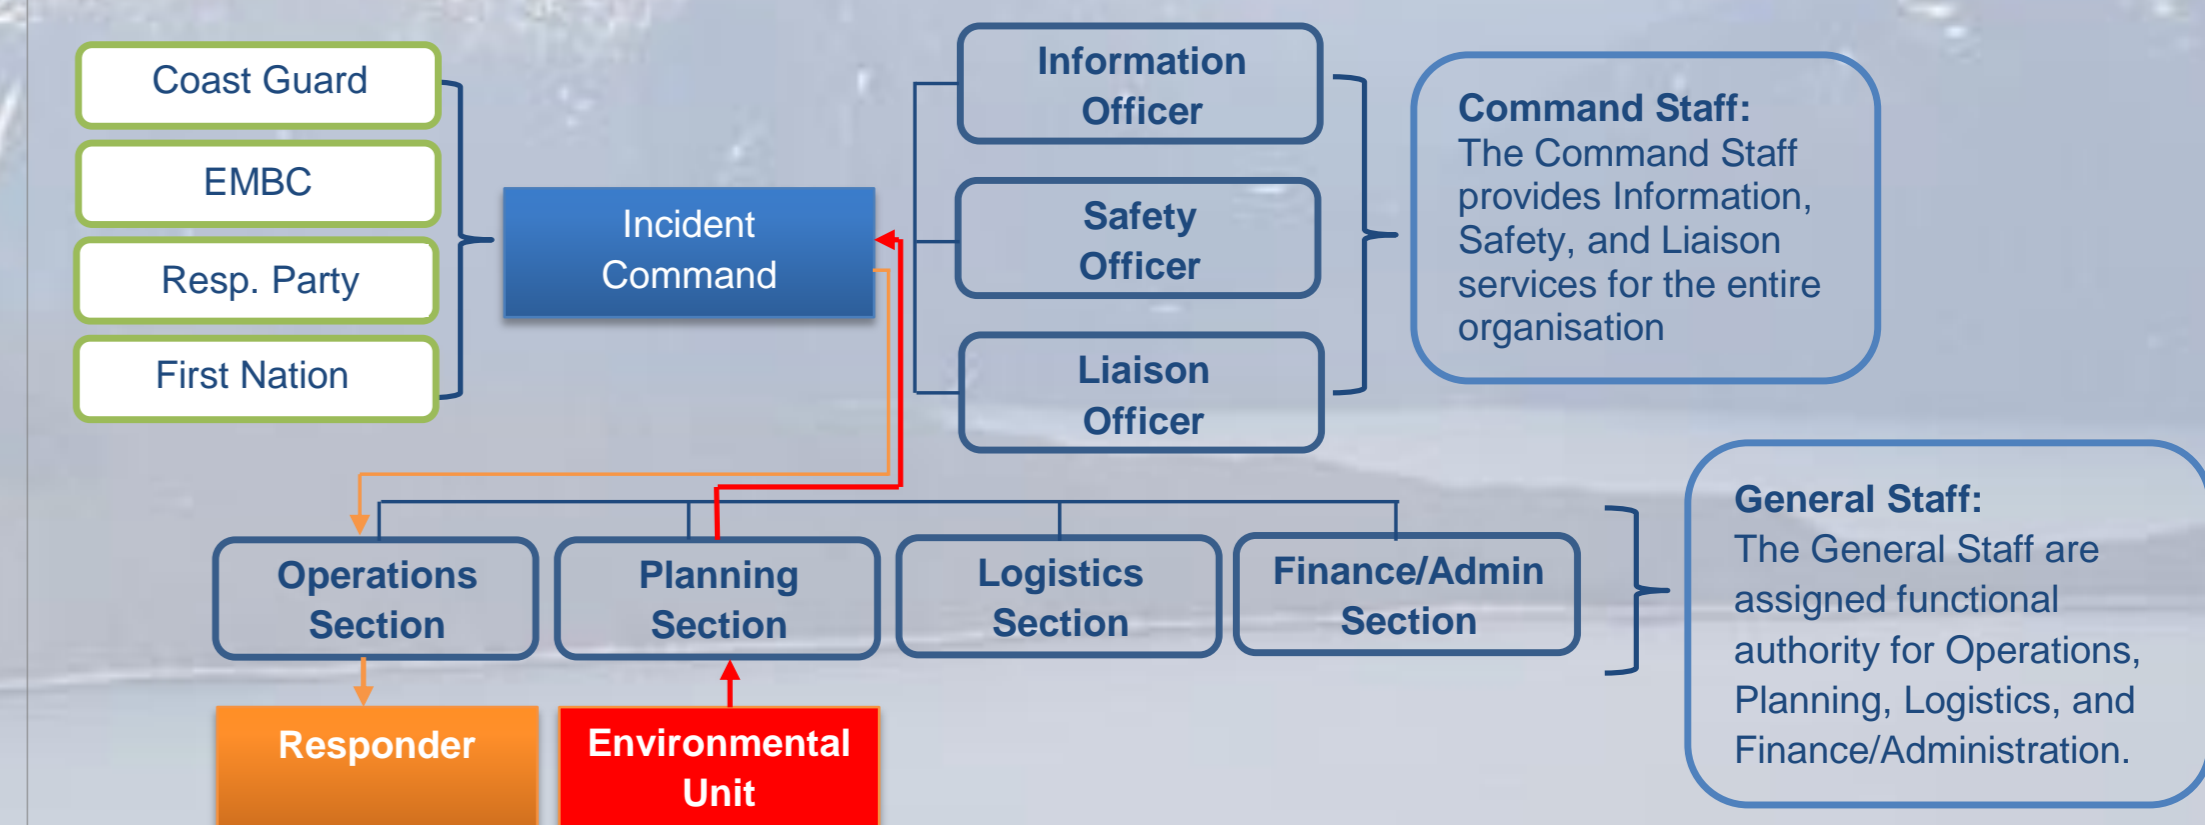 Coast Guard
EMBC
Resp. Party
First Nation
Incident
Command
Information
Officer
Safety
Officer
Liaison
Officer
Command Staff:
The Command Staff
provides Information,
Safety, and Liaison
services for the entire
organisation
Operations
Section
Planning
Section
Logistics
Section
Finance/Admin
Section
General Staff:
The General Staff are
assigned functional
authority for Operations,
Planning, Logistics, and
Finance/Administration.
Responder
Environmental
Unit